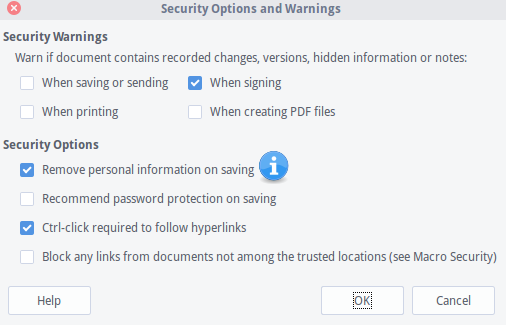 Security Options and Warnings
Security Warnings
Warn if document contains recorded changes, versions, hidden information or notes:
When saving or sending When signing
When printing When creating PDF files
Security Options
Remove personal information on saving
Recommend password protection on saving
Ctrl-click required to follow hyperlinks
Block any links from documents not among the trusted locations (see Macro Security)
Help OK Cancel